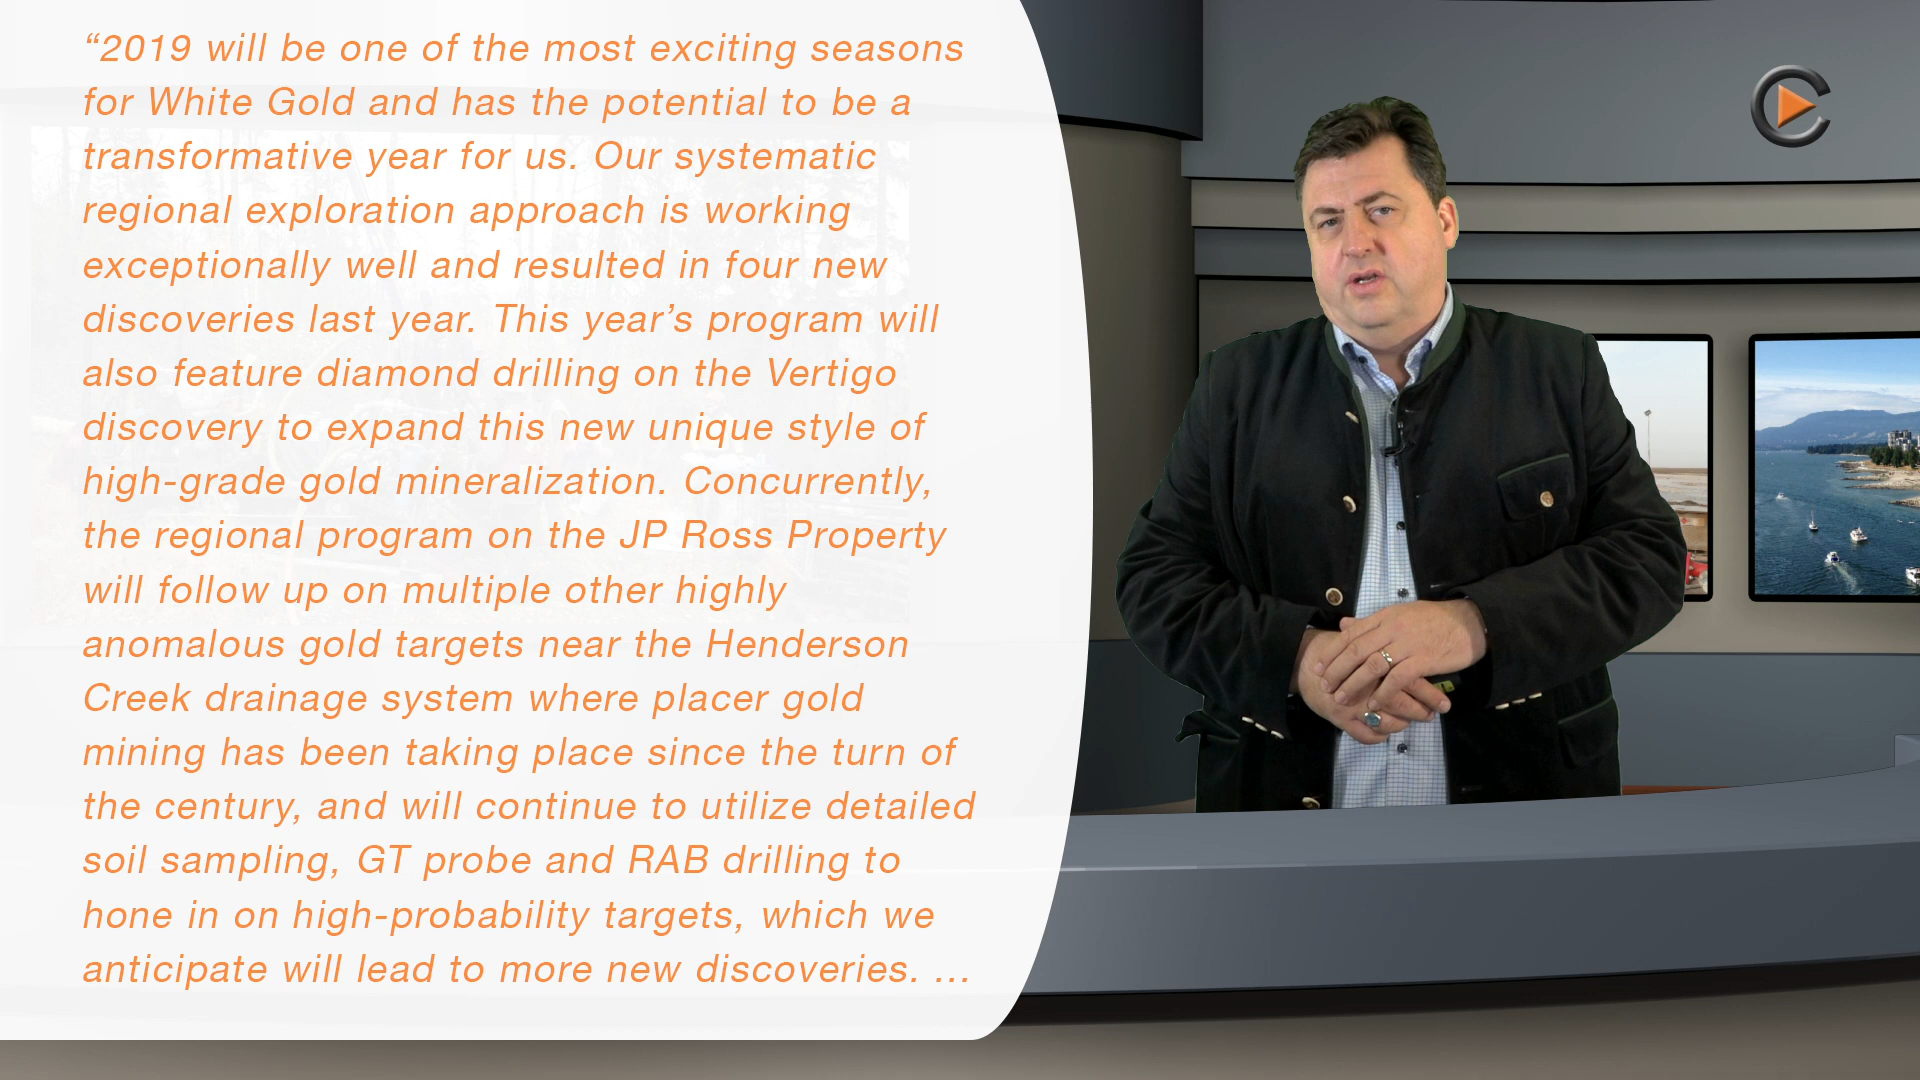 “2019 will be one of the most exciting seasons
for White Gold and has the potential to be a
transformative year for us. Our systematic
regional exploration approach is working
exceptionally well and resulted in four new
discoveries last year. This year’s program will
also feature diamond drilling on the Vertigo
discovery to expand this new unique style of
high-grade gold mineralization. Concurrently,
the regional program on the JP Ross Property
will follow up on multiple other highly
anomalous gold targets near the Henderson
Creek drainage system where placer gold
mining has been taking place since the turn of
the century, and will continue to utilize detailed
soil sampling, GT probe and RAB drilling to
hone in on high-probability targets, which we
anticipate will lead to more new discoveries. ...